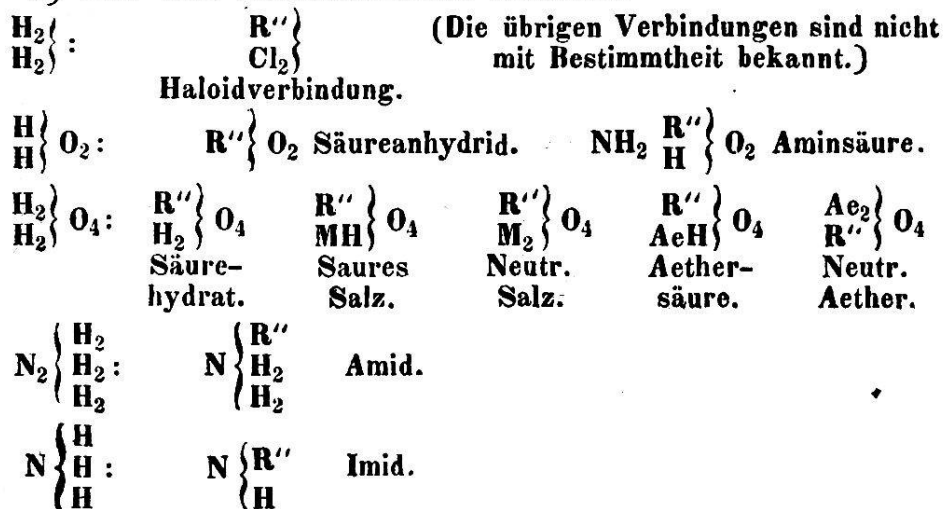 H₂} : R″} (Die übrigen Verbindungen sind nicht
H₂} Cl₂} mit Bestimmtheit bekannt.)
Haloidverbindung.
H} O₂: R″} O₂ Säureanhydrid. NH₂ R″} O₂ Aminsäure.
H} H}
H₂} O₄: R″} O₄ R″} O₄ R″} O₄ R″} O₄ Ae₂} O₄
H₂} H₂} MH} M₂} AeH} R″}
Säure- Saures Neutr. Aether- Neutr.
hydrat. Salz. Salz. säure. Aether.
{H₂ {R″
N₂ {H₂ : N {H₂ Amid.
{H₂ {H₂
{H
N {H : N {R″ Imid.
{H {H